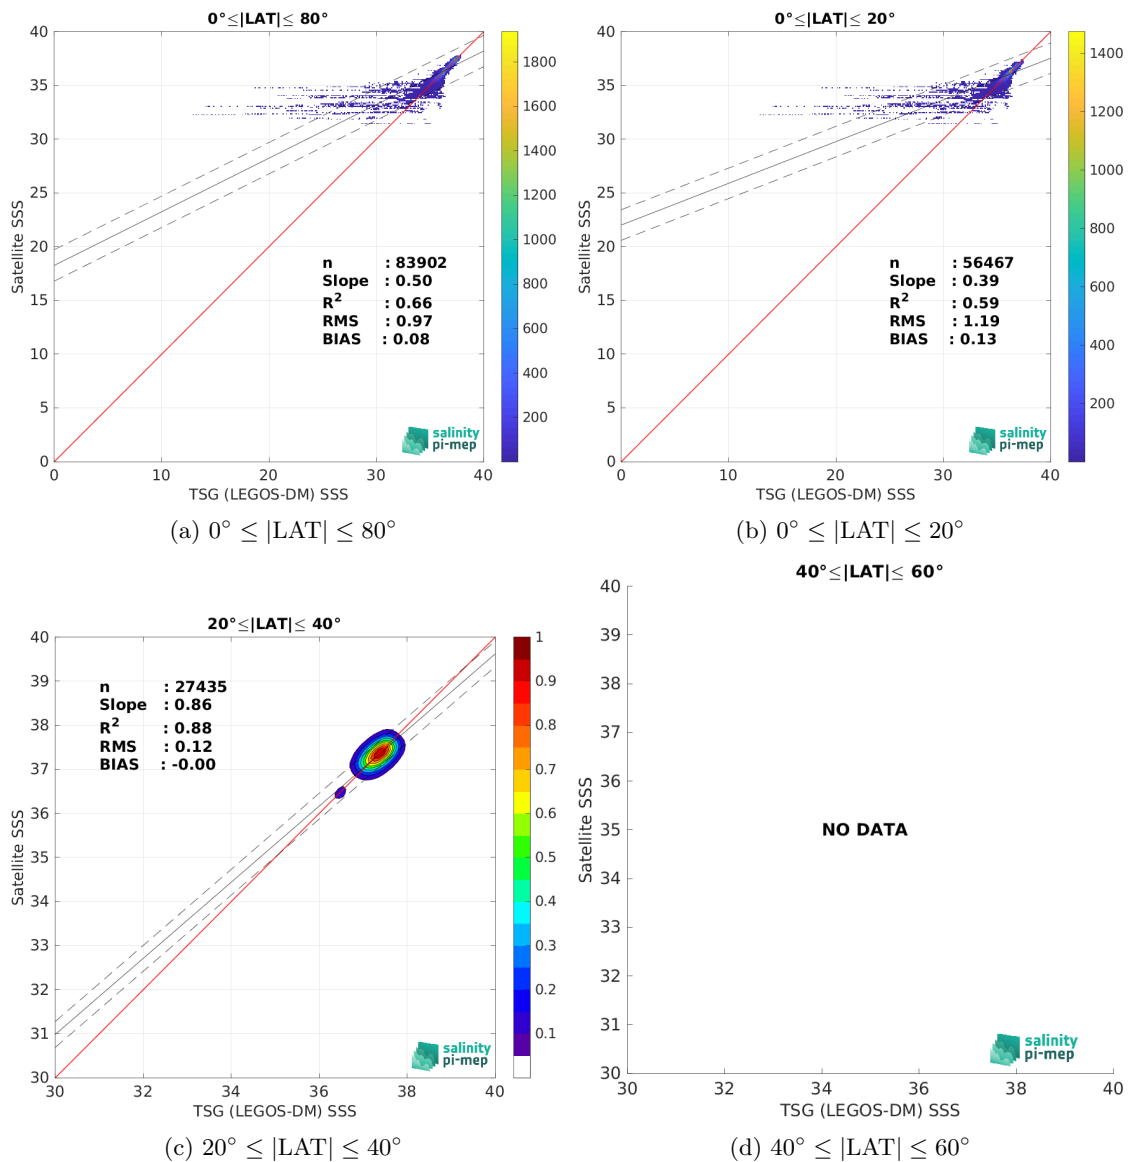 0°≤|LAT|≤ 80°
40
35
30
25
20
15
10
5
0
Satellite SSS
n : 83902
Slope : 0.50
R² : 0.66
RMS : 0.97
BIAS : 0.08
salinity
pi-mep
0 10 20 30 40
TSG (LEGOS-DM) SSS
1800
1600
1400
1200
1000
800
600
400
200
(a) 0° ≤ |LAT| ≤ 80°
0°≤|LAT|≤ 20°
40
35
30
25
20
15
10
5
0
Satellite SSS
n : 56467
Slope : 0.39
R² : 0.59
RMS : 1.19
BIAS : 0.13
salinity
pi-mep
0 10 20 30 40
TSG (LEGOS-DM) SSS
1400
1200
1000
800
600
400
200
(b) 0° ≤ |LAT| ≤ 20°
20°≤|LAT|≤ 40°
40
39
38
37
36
35
34
33
32
31
30
Satellite SSS
n : 27435
Slope : 0.86
R² : 0.88
RMS : 0.12
BIAS : -0.00
salinity
pi-mep
30 32 34 36 38 40
TSG (LEGOS-DM) SSS
1
0.9
0.8
0.7
0.6
0.5
0.4
0.3
0.2
0.1
(c) 20° ≤ |LAT| ≤ 40°
40°≤|LAT|≤ 60°
40
39
38
37
36
35
34
33
32
31
30
Satellite SSS
NO DATA
salinity
pi-mep
30 32 34 36 38 40
TSG (LEGOS-DM) SSS
(d) 40° ≤ |LAT| ≤ 60°